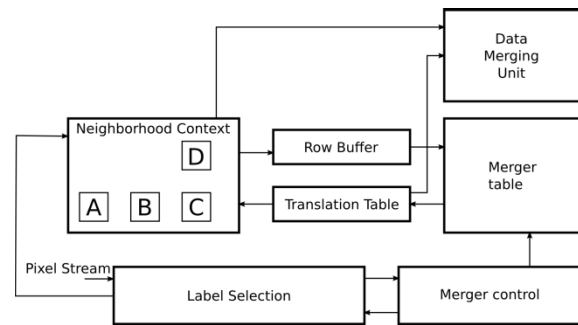 Data
Merging
Unit
Neighborhood Context
D
A B C
Row Buffer
Translation Table
Merger
table
Pixel Stream
Label Selection
Merger control